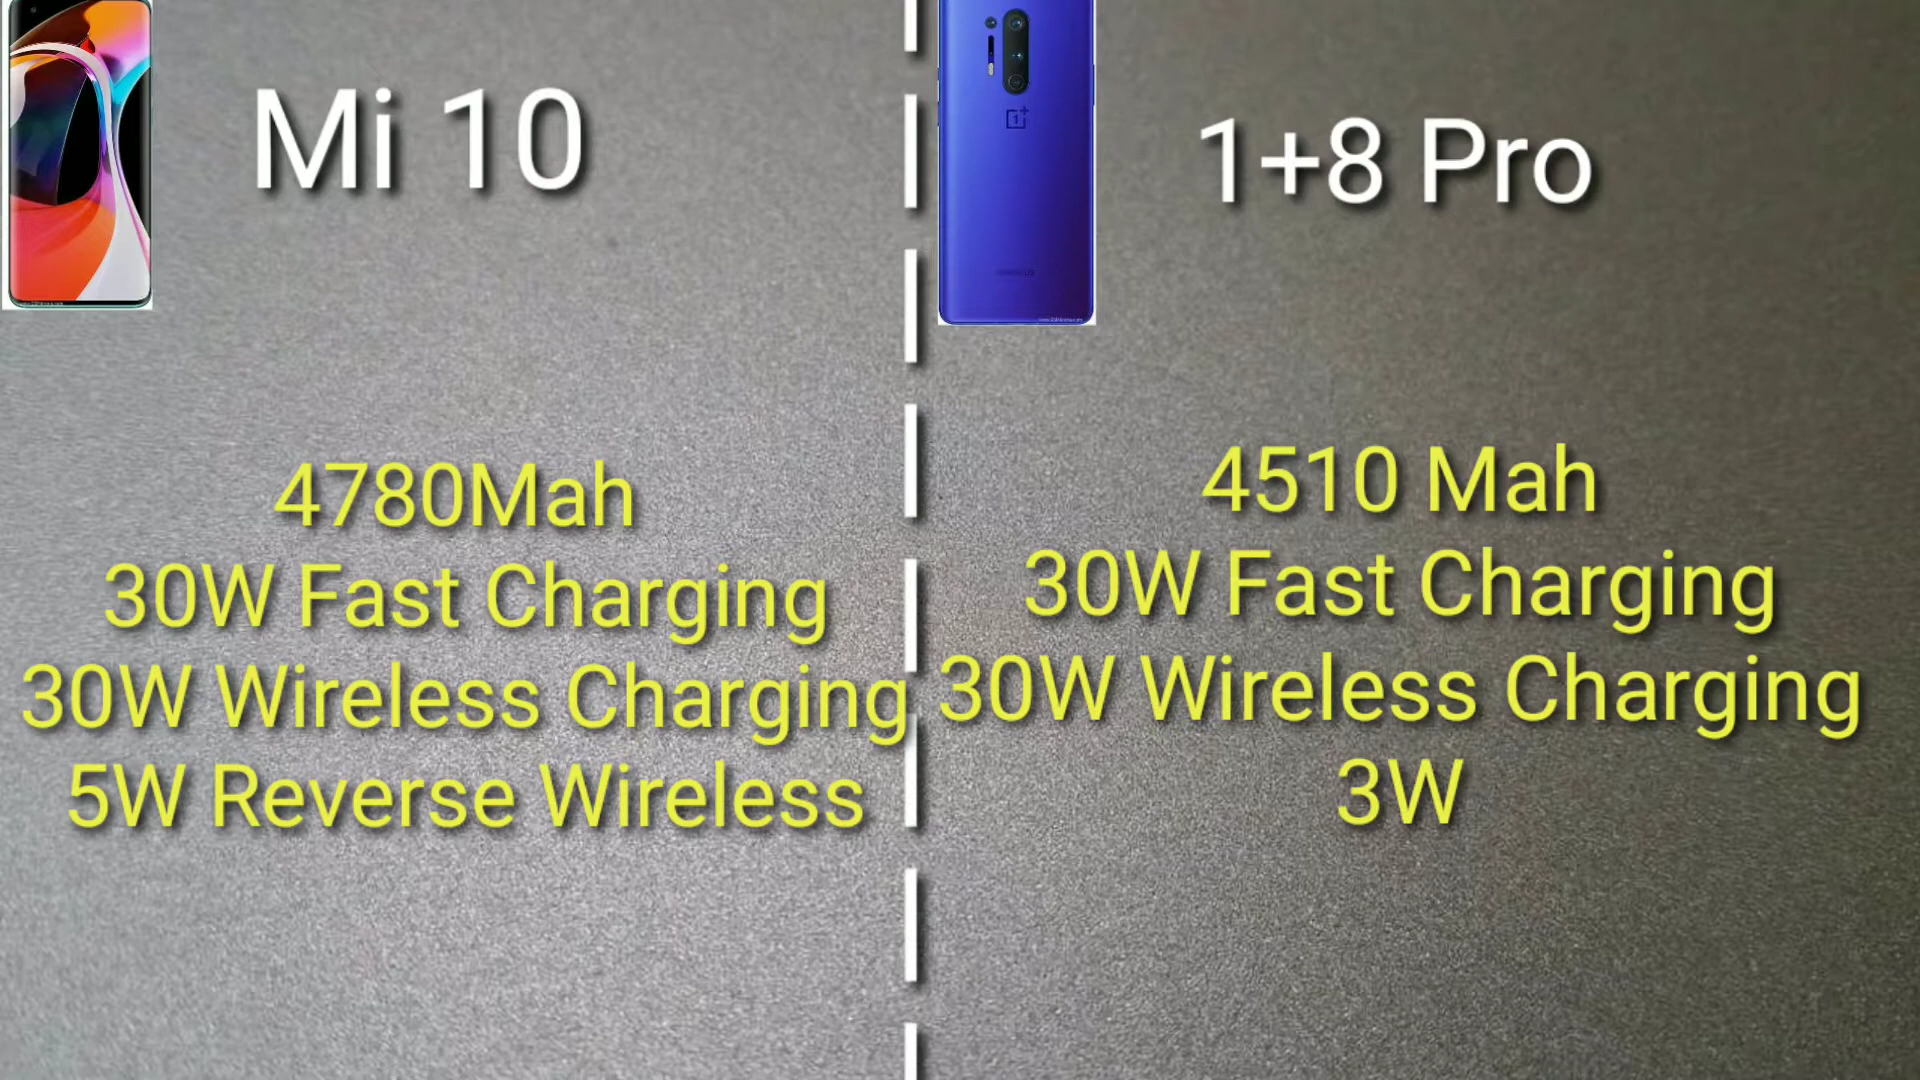 Mi 10
1+8 Pro
4780Mah
30W Fast Charging
30W Wireless Charging
5W Reverse Wireless
4510 Mah
30W Fast Charging
30W Wireless Charging
3W